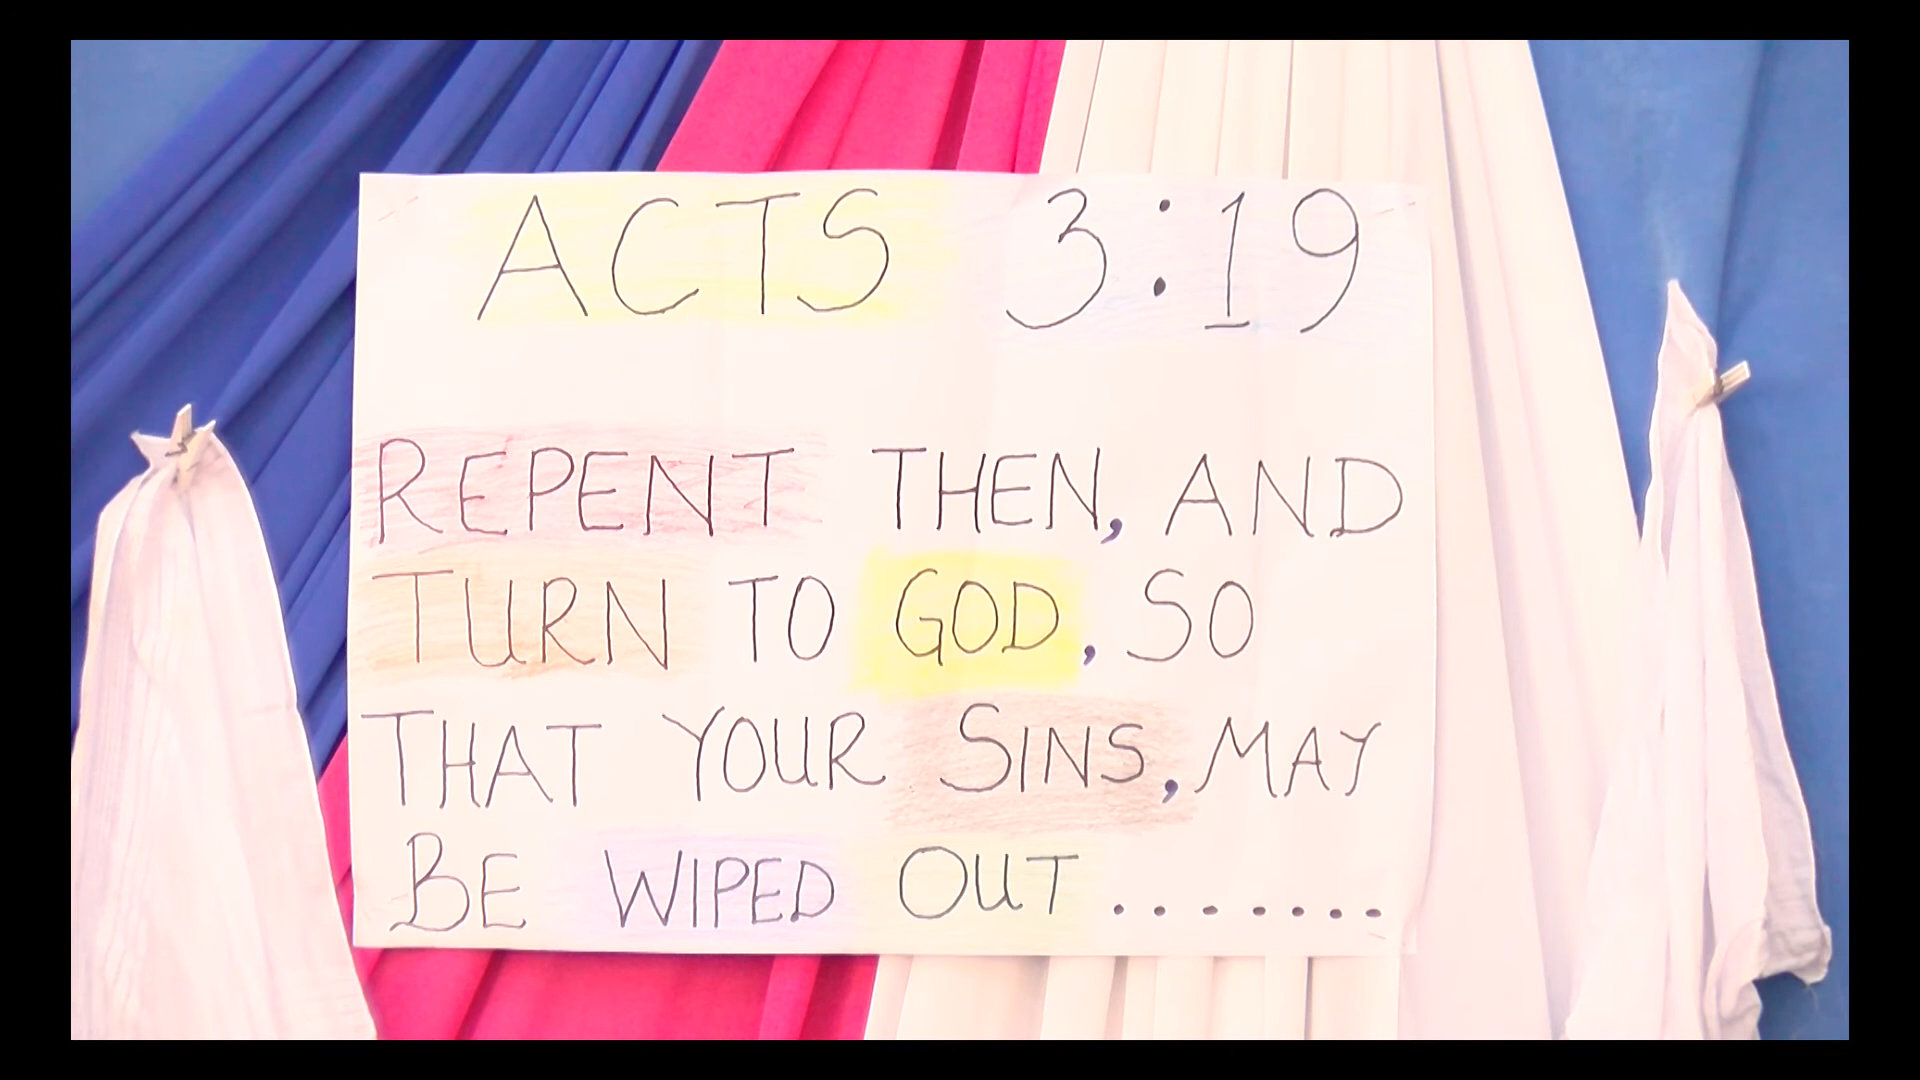 ACTS 3:19
REPENT THEN, AND
TURN TO GOD, SO
THAT YOUR SINS, MAY
BE WIPED OUT.......